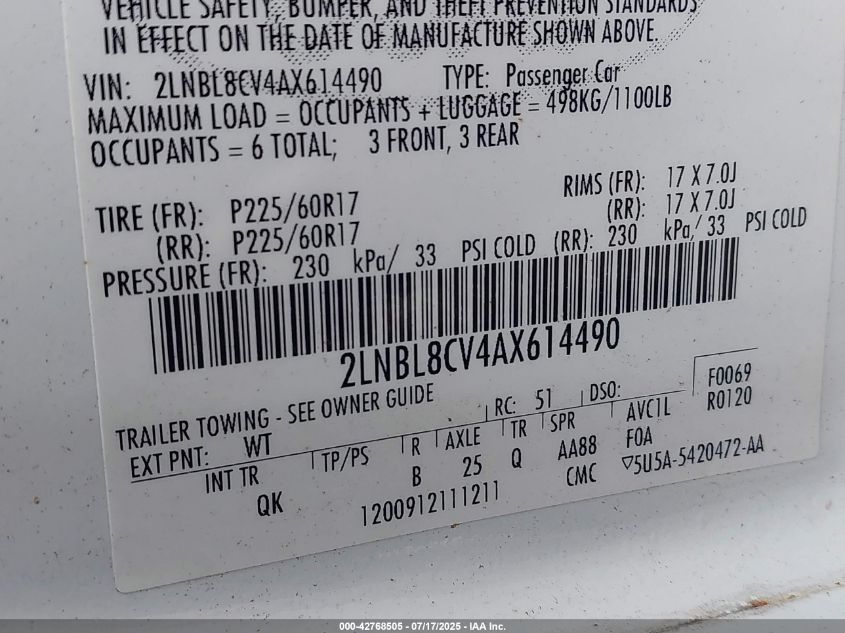 VEHICLE SAFETY, BUMPER, AND THEFT PREVENTION STANDARDS
IN EFFECT ON THE DATE OF MANUFACTURE SHOWN ABOVE.
VIN: 2LNBL8CV4AX614490 TYPE: Passenger Car
MAXIMUM LOAD = OCCUPANTS + LUGGAGE = 498KG/1100LB
OCCUPANTS = 6 TOTAL; 3 FRONT, 3 REAR
TIRE (FR): P225/60R17 RIMS (FR): 17 X 7.0J
(RR): P225/60R17 (RR): 17 X 7.0J
PRESSURE (FR): 230 kPa/ 33 PSI COLD (RR): 230 kPa/ 33 PSI COLD
2LNBL8CV4AX614490
TRAILER TOWING - SEE OWNER GUIDE RC: 51 DSO: F0069
EXT PNT: WT R0120
INT TR TP/PS R AXLE TR SPR AVC1L
QK B 25 Q AA88 FOA
1200912111211 CMC ▽5U5A-5420472-AA
000-42768505 - 07/17/2025 - IAA Inc.